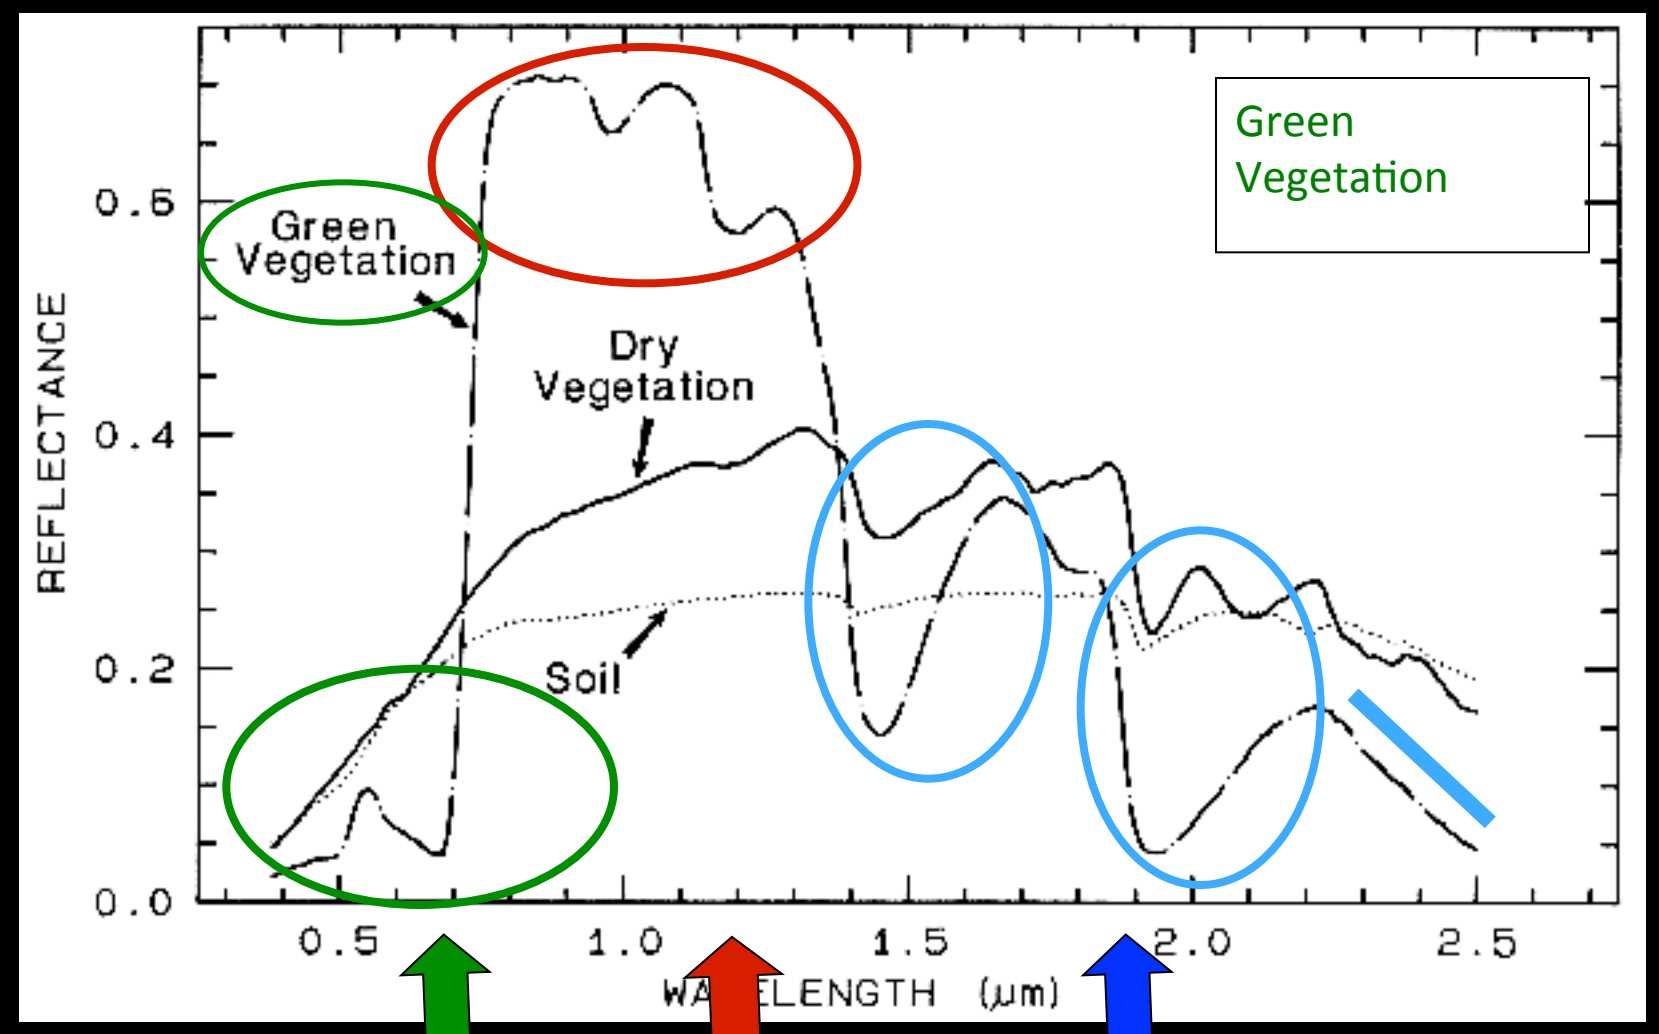 Green
Vegetation
0.6
Green
Vegetation
Dry
Vegetation
0.4
REFLECTANCE
0.2
Soil
0.0
0.5 1.0 1.5 2.0 2.5
(μm)